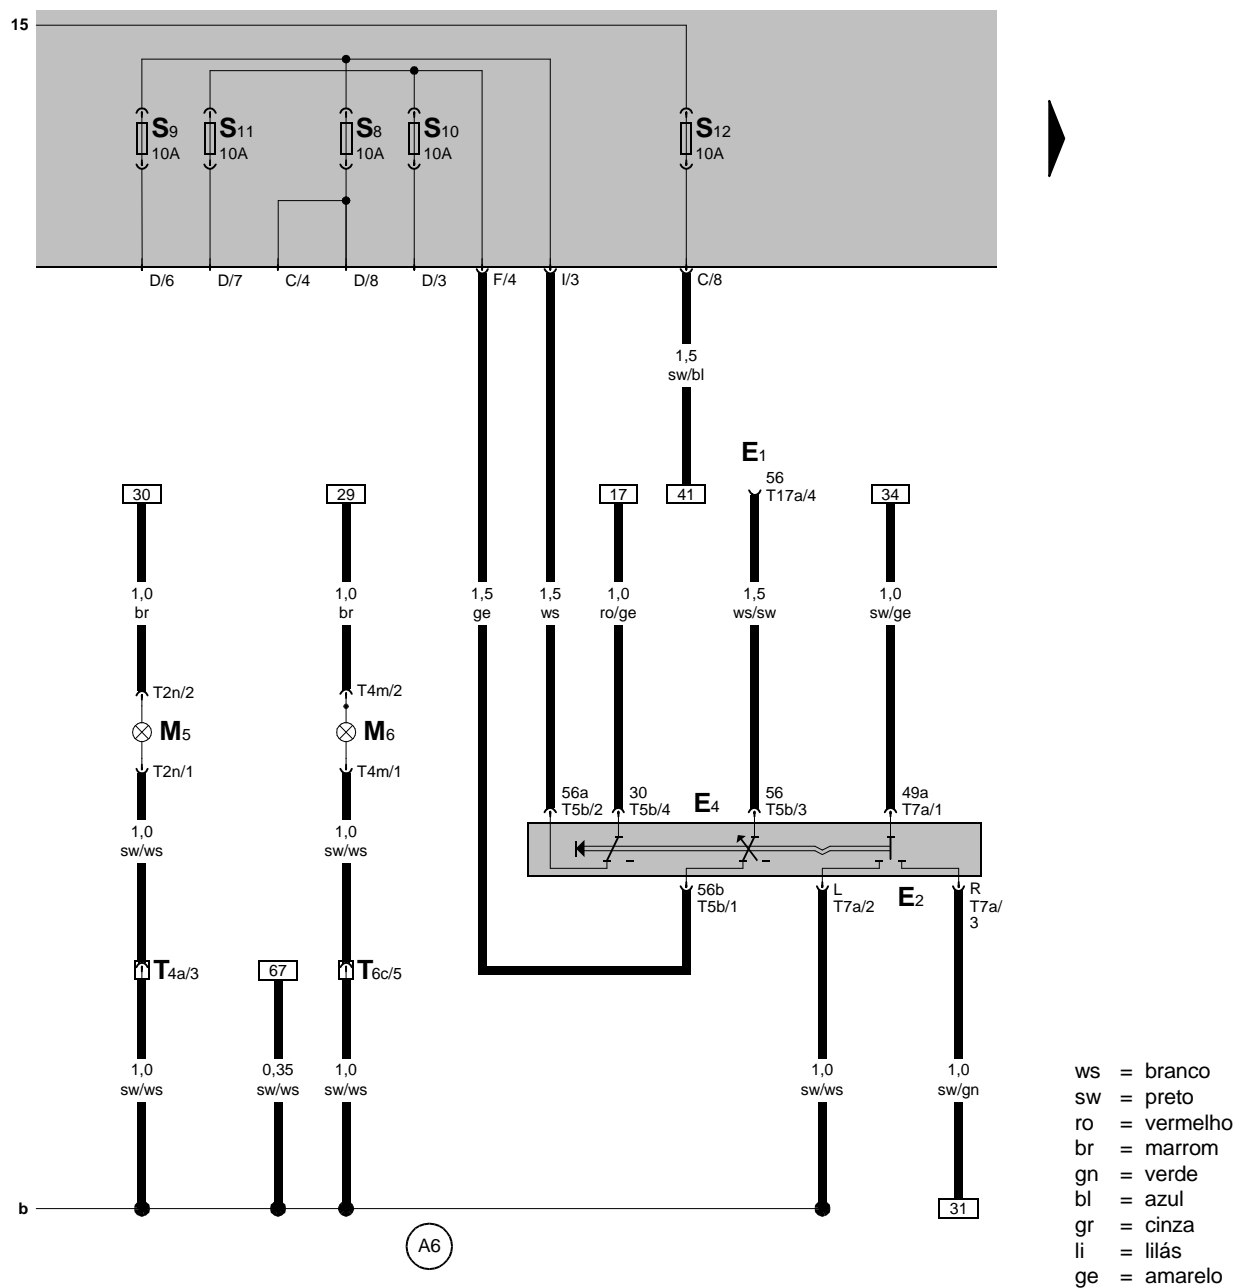 15
S9
10A
S11
10A
S8
10A
S10
10A
S12
10A
D/6
D/7
C/4
D/8
D/3
F/4
I/3
C/8
1,5
sw/bl
E1
56
T17a/4
30
29
17
41
34
1,0
br
1,0
br
1,5
ge
1,5
ws
1,0
ro/ge
1,5
ws/sw
1,0
sw/ge
T2n/2
T4m/2
M5
M6
T2n/1
T4m/1
56a
T5b/2
30
T5b/4
E4
56
T5b/3
49a
T7a/1
1,0
sw/ws
1,0
sw/ws
56b
T5b/1
L
T7a/2
E2
R
T7a/
3
T4a/3
67
T6c/5
1,0
sw/ws
0,35
sw/ws
1,0
sw/ws
1,0
sw/ws
1,0
sw/gn
b
31
A6
ws = branco
sw = preto
ro = vermelho
br = marrom
gn = verde
bl = azul
gr = cinza
li = lilás
ge = amarelo